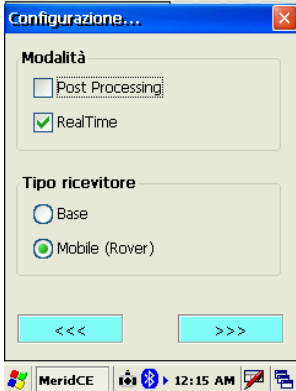 Configurazione...
Modalità
Post Processing
RealTime
Tipo ricevitore
Base
Mobile (Rover)
<<< >>>
MeridCE 12:15 AM